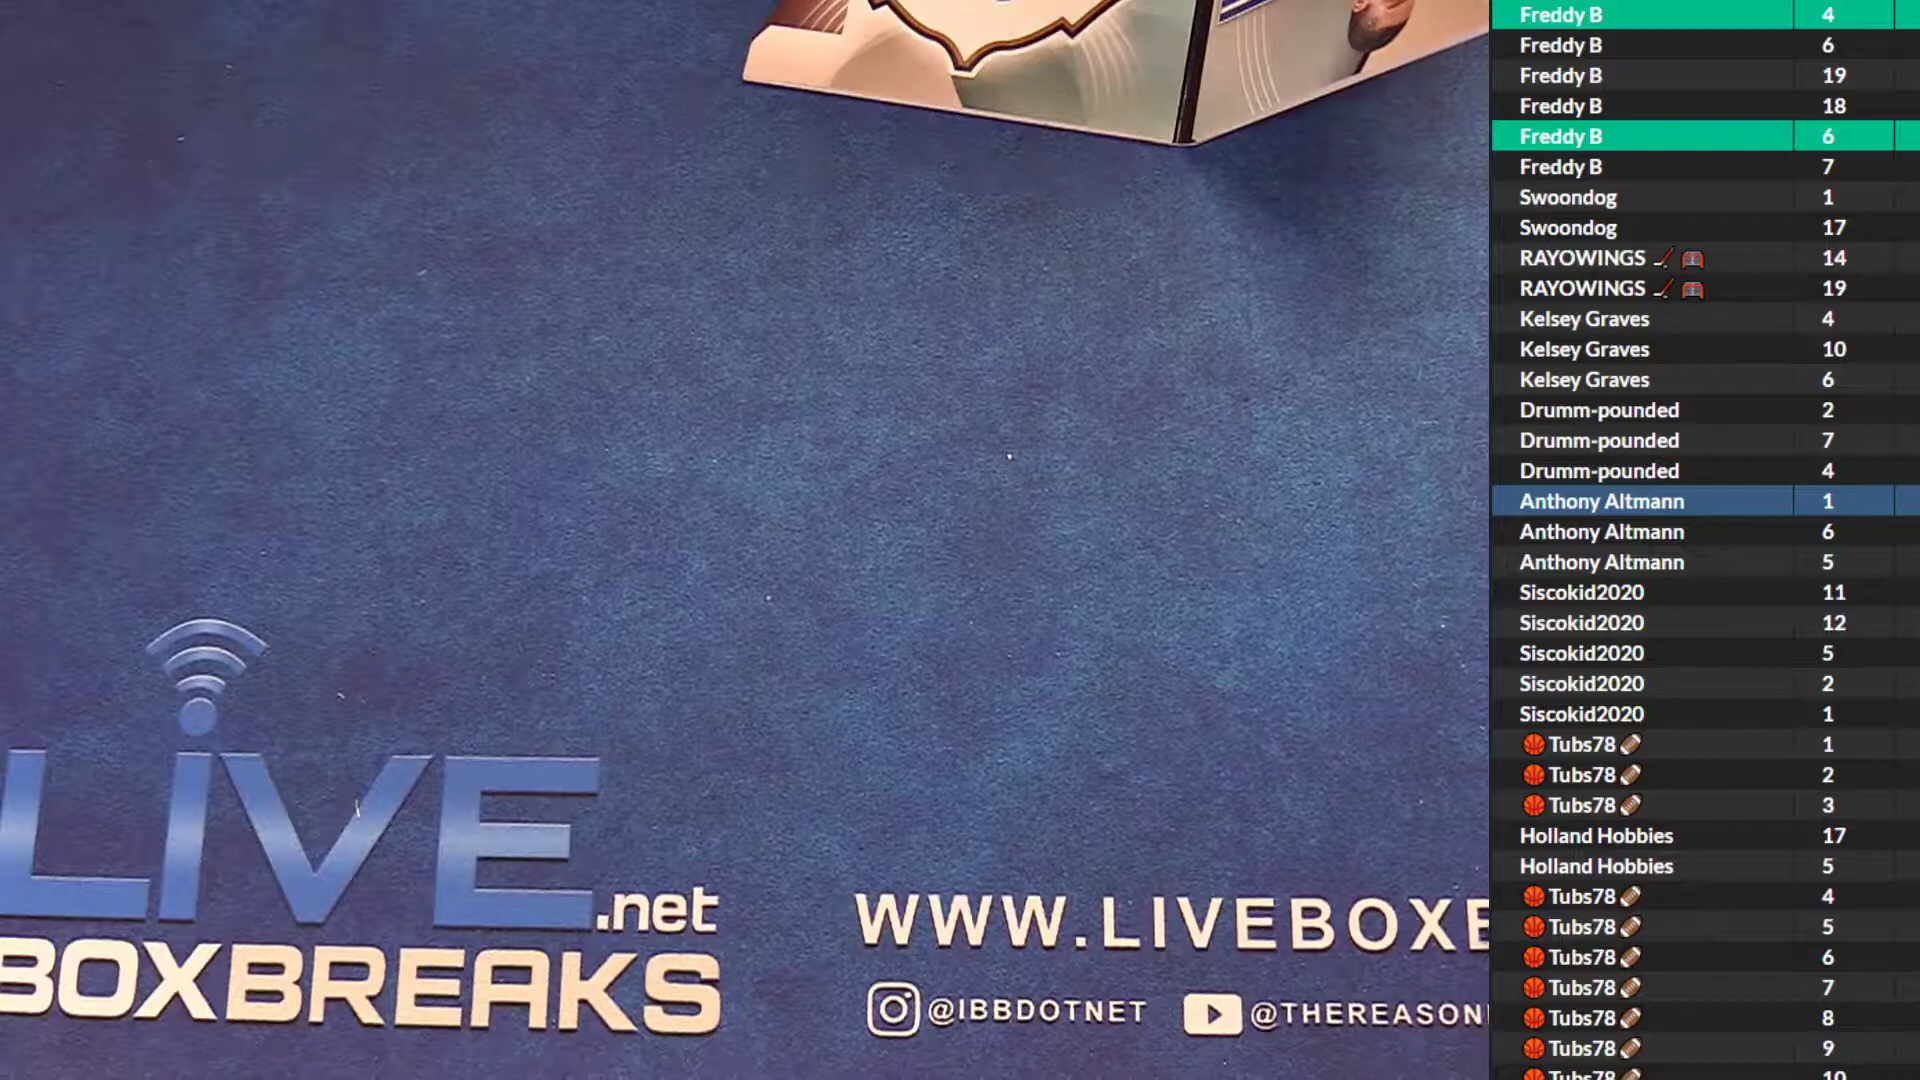 LIVE
.net
BOXBREAKS
WWW.LIVEBOX
@IBBDOTNET
@THEREASON
Freddy B 4
Freddy B 6
Freddy B 19
Freddy B 18
Freddy B 6
Freddy B 7
Swoondog 1
Swoondog 17
RAYOWINGS 🏒 🥅 14
RAYOWINGS 🏒 🥅 19
Kelsey Graves 4
Kelsey Graves 10
Kelsey Graves 6
Drumm-pounded 2
Drumm-pounded 7
Drumm-pounded 4
Anthony Altmann 1
Anthony Altmann 6
Anthony Altmann 5
Siscokid2020 11
Siscokid2020 12
Siscokid2020 5
Siscokid2020 2
Siscokid2020 1
🏀 Tubs78 🏈 1
🏀 Tubs78 🏈 2
🏀 Tubs78 🏈 3
Holland Hobbies 17
Holland Hobbies 5
🏀 Tubs78 🏈 4
🏀 Tubs78 🏈 5
🏀 Tubs78 🏈 6
🏀 Tubs78 🏈 7
🏀 Tubs78 🏈 8
🏀 Tubs78 🏈 9
🏀 Tubs78 🏈 10